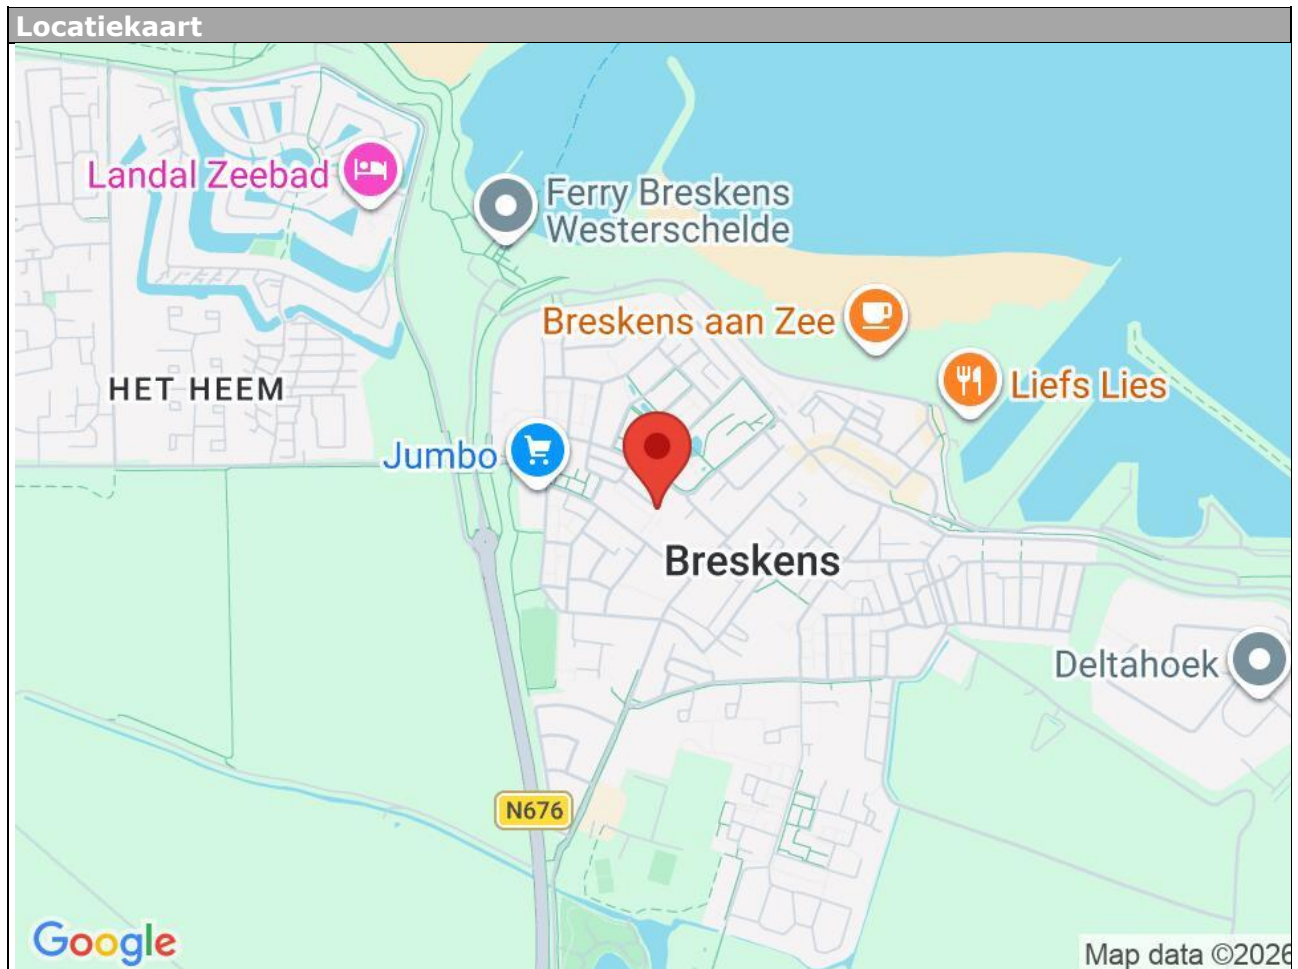 Locatiekaart
Landal Zeebad
Ferry Breskens
Westerschelde
Breskens aan Zee
Liefs Lies
HET HEEM
Jumbo
Breskens
Deltahoek
N676
Google
Map data ©2026